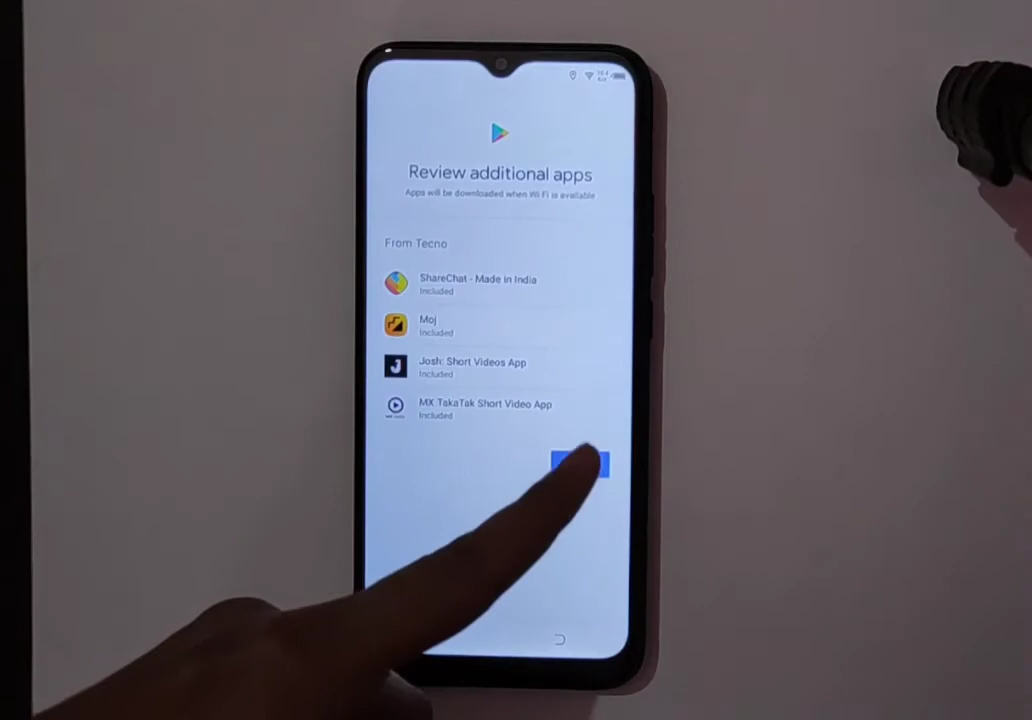 Review additional apps
Apps will be downloaded when Wi Fi is available
From Tecno
ShareChat - Made in India
Included
Moj
Included
Josh: Short Videos App
Included
MX TakaTak Short Video App
Included